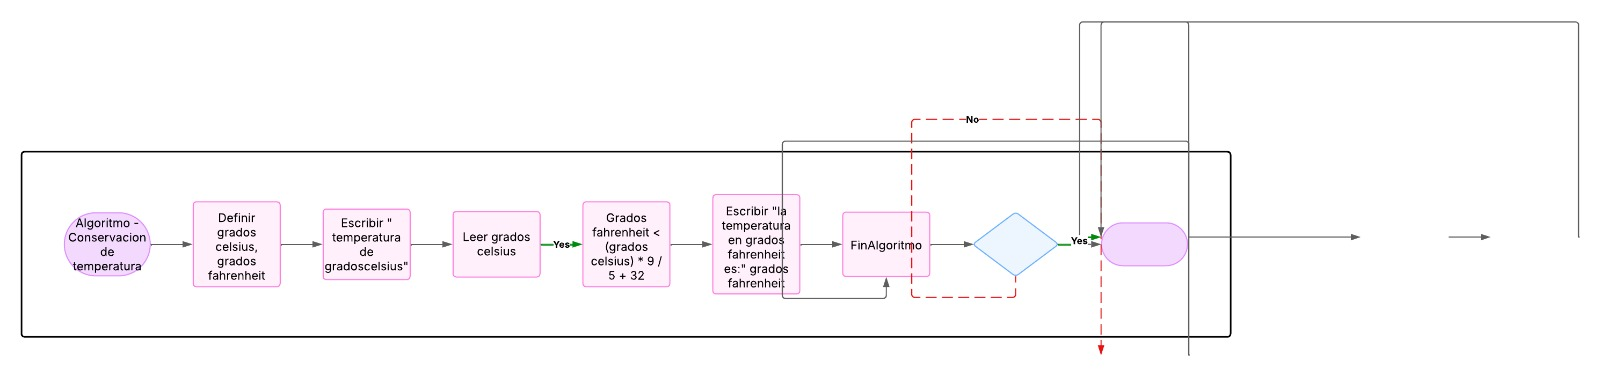 No
Algoritmo -
Conservacion
de
temperatura
Definir
grados
celsius,
grados
fahrenheit
Escribir "
temperatura
de
gradoscelsius"
Leer grados
celsius
Yes
Grados
fahrenheit <
(grados
celsius) * 9 /
5 + 32
Escribir "la
temperatura
en grados
fahrenheit
es:" grados
fahrenheit
FinAlgoritmo
Yes